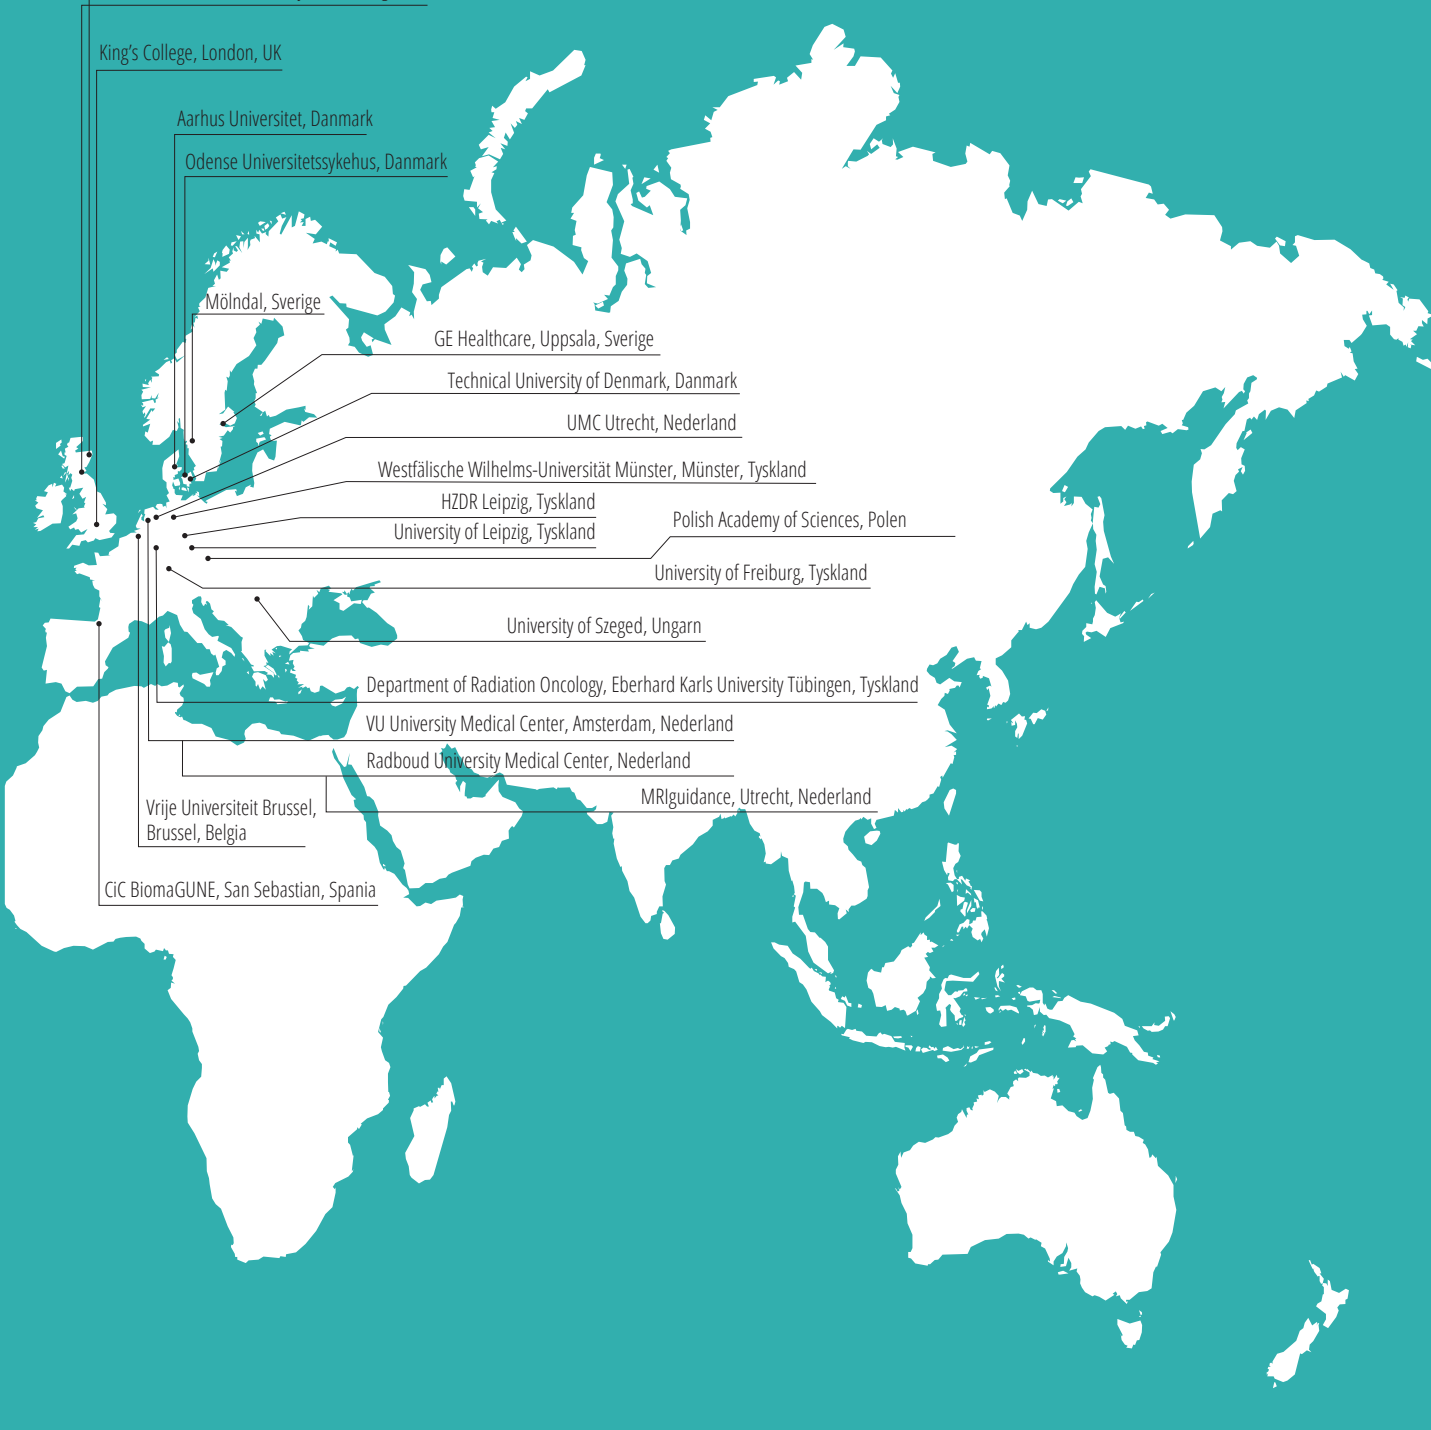 King's College, London, UK
Aarhus Universitet, Danmark
Odense Universitetssykehus, Danmark
Mölndal, Sverige
GE Healthcare, Uppsala, Sverige
Technical University of Denmark, Danmark
UMC Utrecht, Nederland
Westfälische Wilhelms-Universität Münster, Münster, Tyskland
HZDR Leipzig, Tyskland
Polish Academy of Sciences, Polen
University of Leipzig, Tyskland
University of Freiburg, Tyskland
University of Szeged, Ungarn
Department of Radiation Oncology, Eberhard Karls University Tübingen, Tyskland
VU University Medical Center, Amsterdam, Nederland
Radboud University Medical Center, Nederland
MRIguidance, Utrecht, Nederland
Vrije Universiteit Brussel,
Brussel, Belgia
CiC BiomaGUNE, San Sebastian, Spania